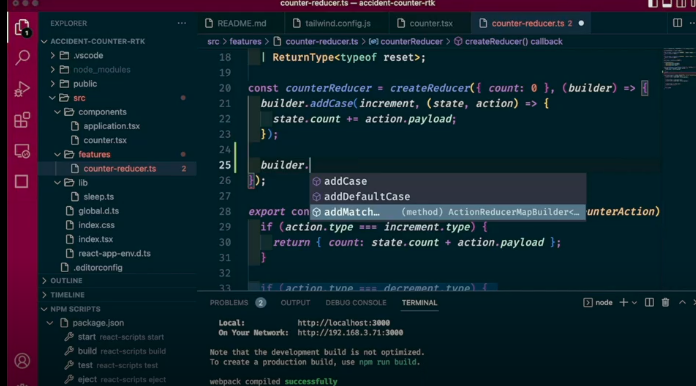 counter-reducer.ts — accident-counter-rtk
EXPLORER
README.md
tailwind.config.js
counter.tsx
counter-reducer.ts 2
src > features > counter-reducer.ts > counterReducer > createReducer() callback
1
ACCIDENT-COUNTER-RTK
.vscode
node_modules
public
src
components
application.tsx
counter.tsx
features
counter-reducer.ts 2
lib
sleep.ts
global.d.ts
index.css
index.tsx
react-app-env.d.ts
.editorconfig
OUTLINE
TIMELINE
NPM SCRIPTS
package.json
start react-scripts start
build react-scripts build
test react-scripts test
eject react-scripts eject
18 | ReturnType<typeof reset>;
19
20 const counterReducer = createReducer({ count: 0 }, (builder) => {
21 builder.addCase(increment, (state, action) => {
22 state.count += action.payload;
23 });
24
25 builder.
26 });
27
28 export con
unterAction)
addCase
addDefaultCase
addMatch… (method) ActionReducerMapBuilder<…
29 if (action.type === increment.type) {
30 return { count: state.count + action.payload };
31 }
32
33 if (action.type === decrement.type) {
PROBLEMS 2 OUTPUT DEBUG CONSOLE TERMINAL
node
Local: http://localhost:3000
On Your Network: http://192.168.3.71:3000
Note that the development build is not optimized.
To create a production build, use npm run build.
webpack compiled successfully